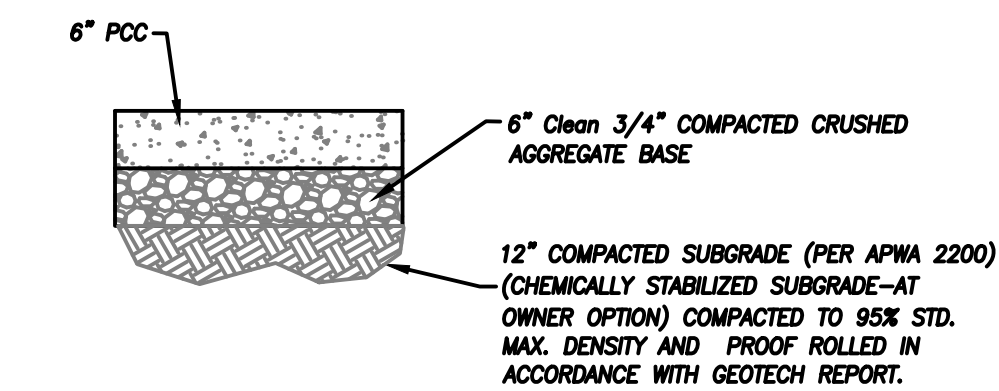 6" PCC
6" Clean 3/4" COMPACTED CRUSHED
AGGREGATE BASE
12" COMPACTED SUBGRADE (PER APWA 2200)
(CHEMICALLY STABILIZED SUBGRADE-AT
OWNER OPTION) COMPACTED TO 95% STD.
MAX. DENSITY AND PROOF ROLLED IN
ACCORDANCE WITH GEOTECH REPORT.